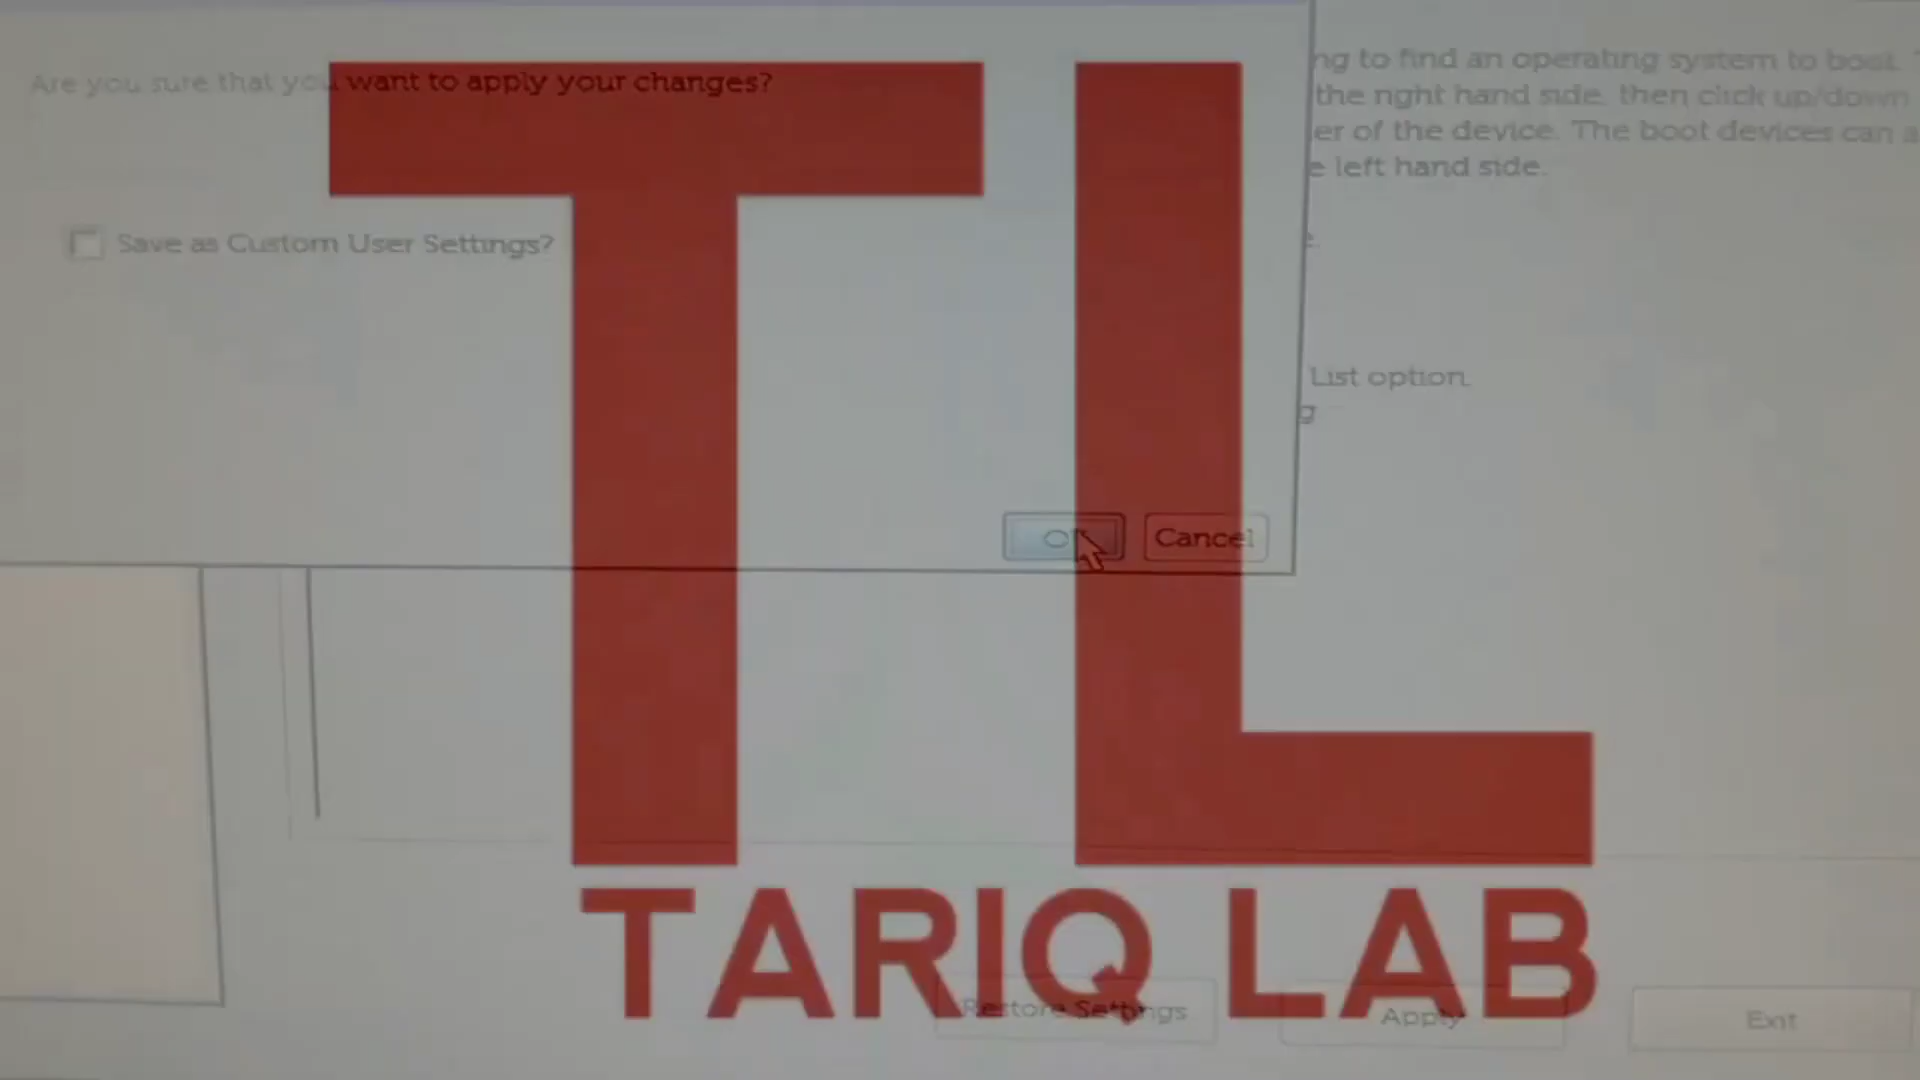 Are you sure that you want to apply your changes?
Save as Custom User Settings?
OK
Cancel
to find an operating system to boot.
the right hand side, then click up/down
of the device. The boot devices can
left hand side.
List option.
TL
TARIQ LAB
Restore Settings
Apply
Exit